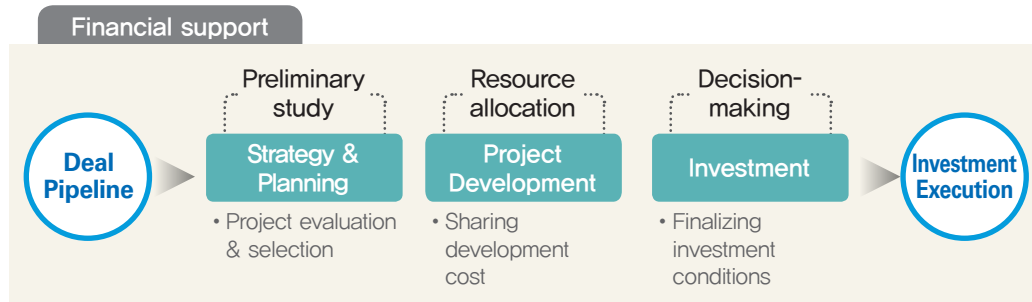 Financial support
Deal
Pipeline
Preliminary
study
Strategy &
Planning
• Project evaluation
& selection
Resource
allocation
Project
Development
• Sharing
development
cost
Decision-
making
Investment
• Finalizing
investment
conditions
Investment
Execution